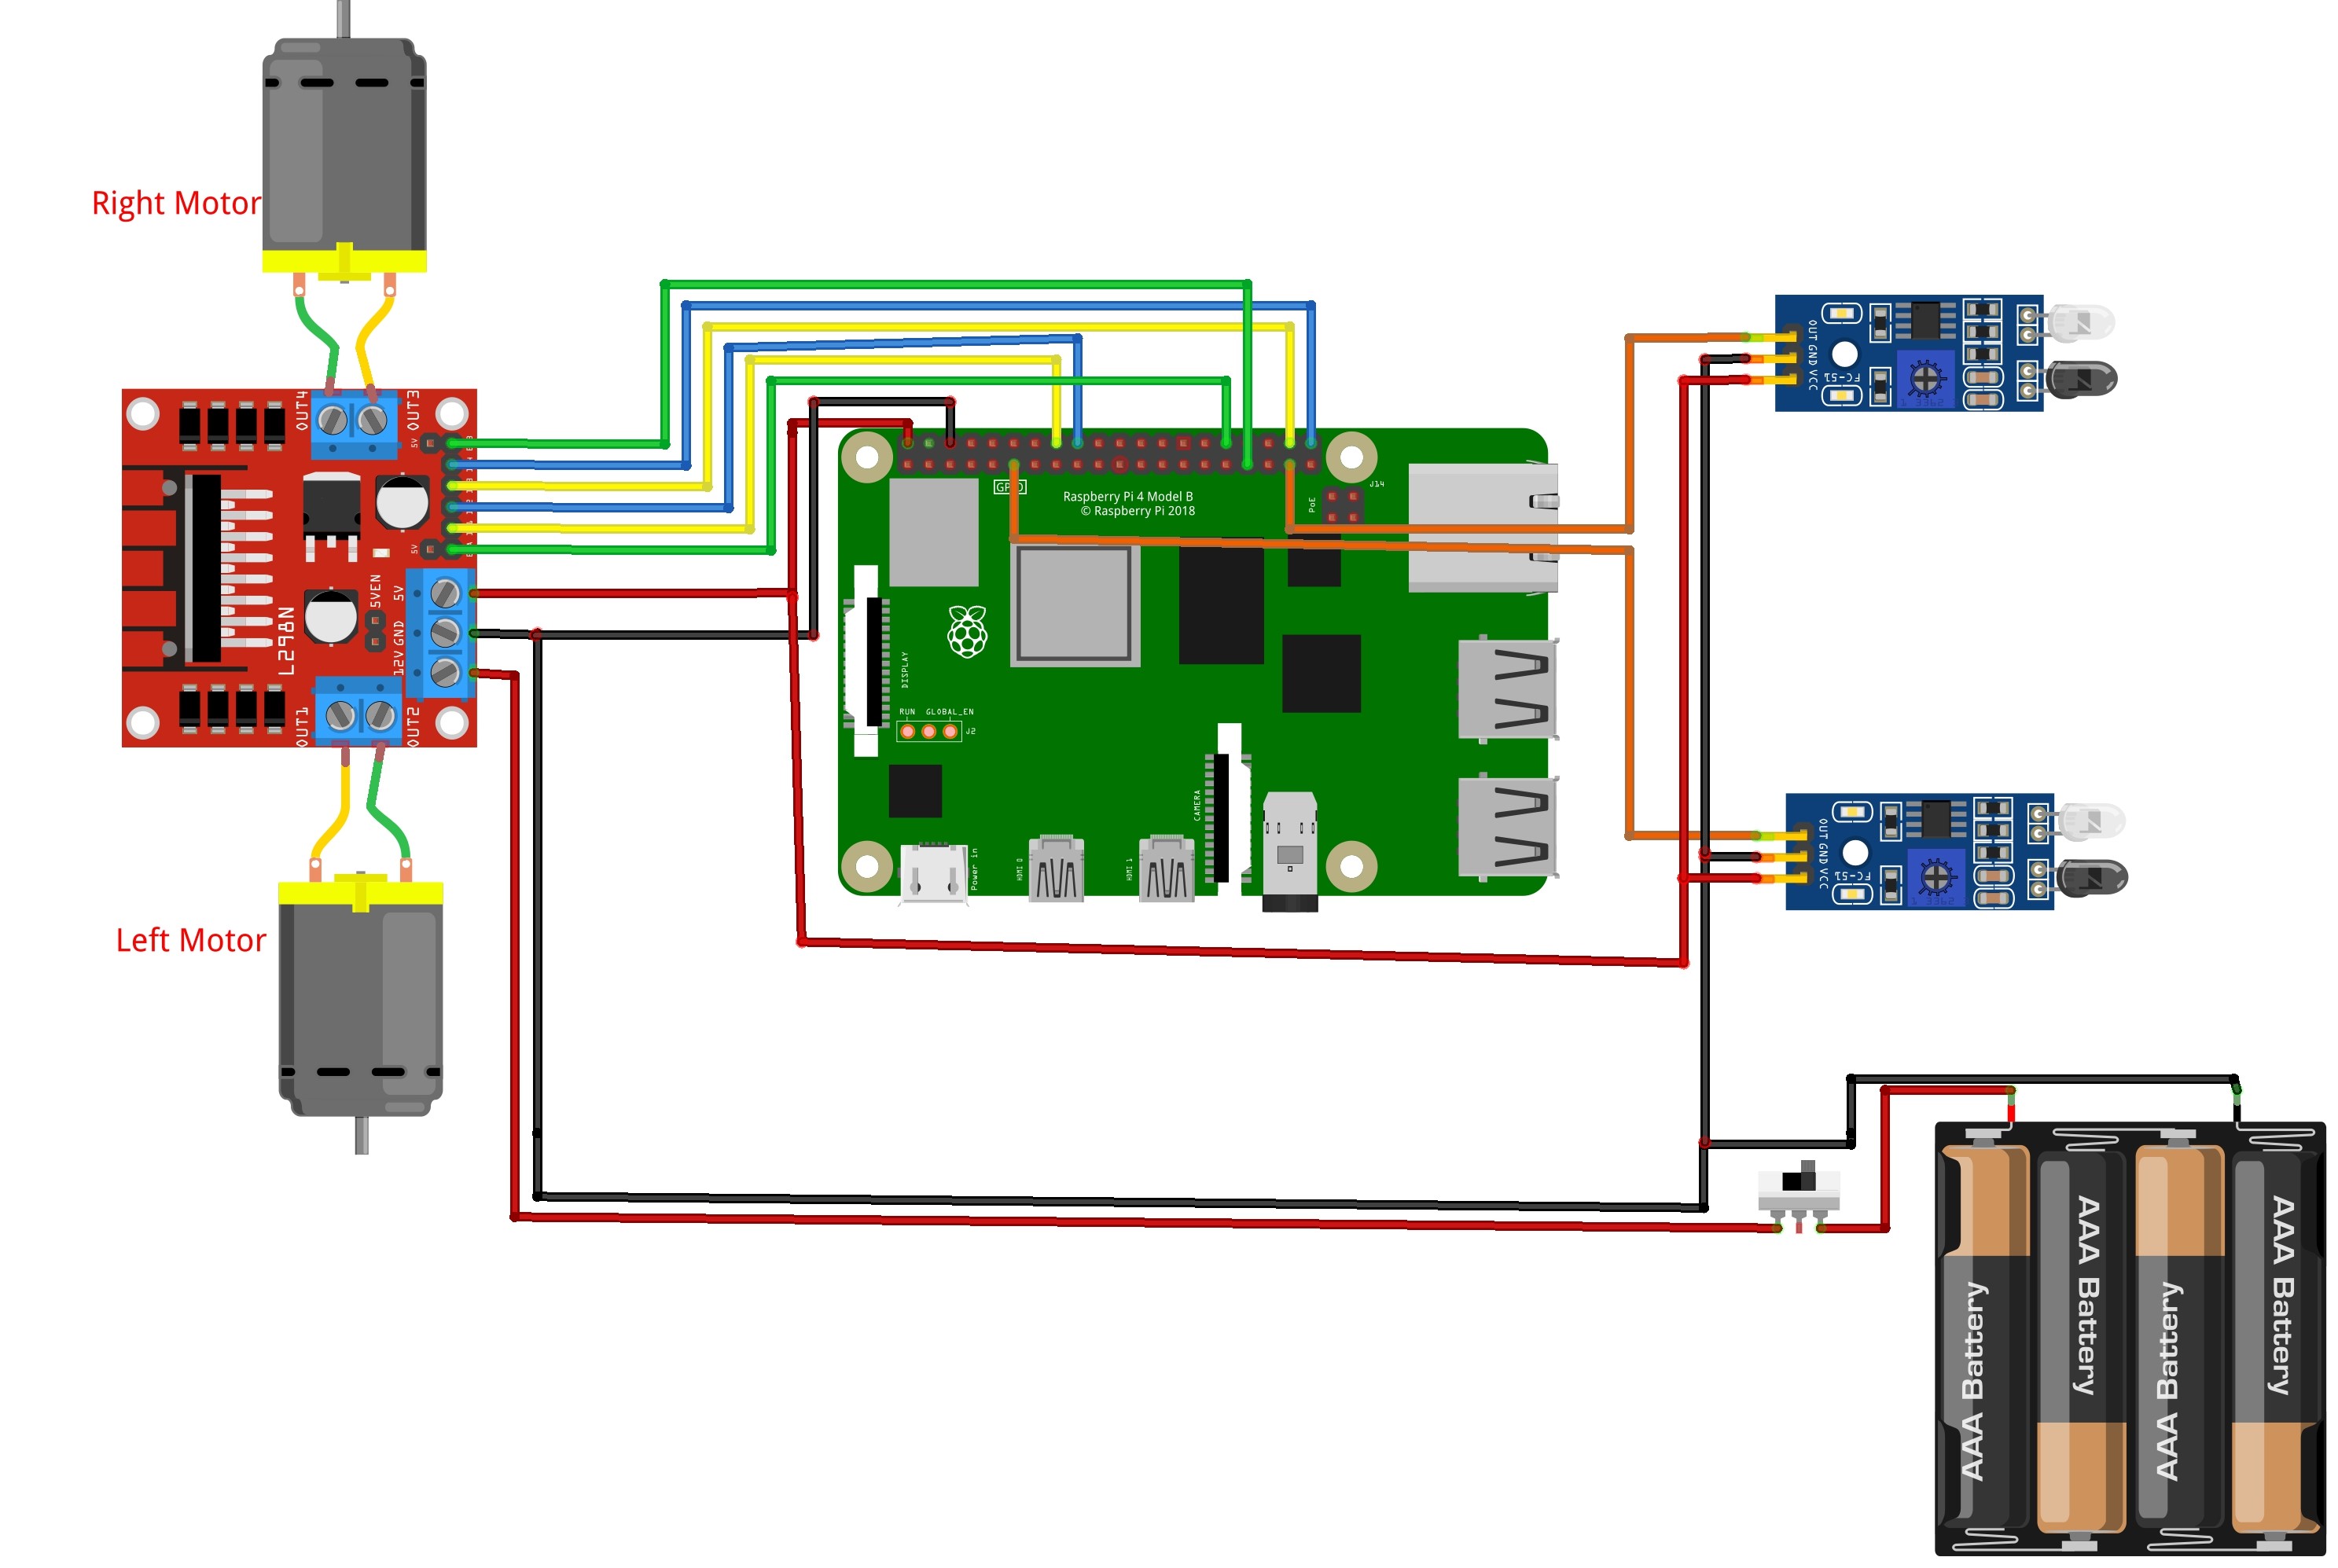 Right Motor
OUT4
OUT3
5V
5V
5VEN
5V
GND
12V
L298N
OUT1
OUT2
Left Motor
GPIO
Raspberry Pi 4 Model B
© Raspberry Pi 2018
PoE
J14
DISPLAY
RUN GLOBAL_EN
J2
Power in
HDMI 0
HDMI 1
CAMERA
OUT GND VCC
FC-51
3362
OUT GND VCC
FC-51
3362
AAA Battery
AAA Battery
AAA Battery
AAA Battery